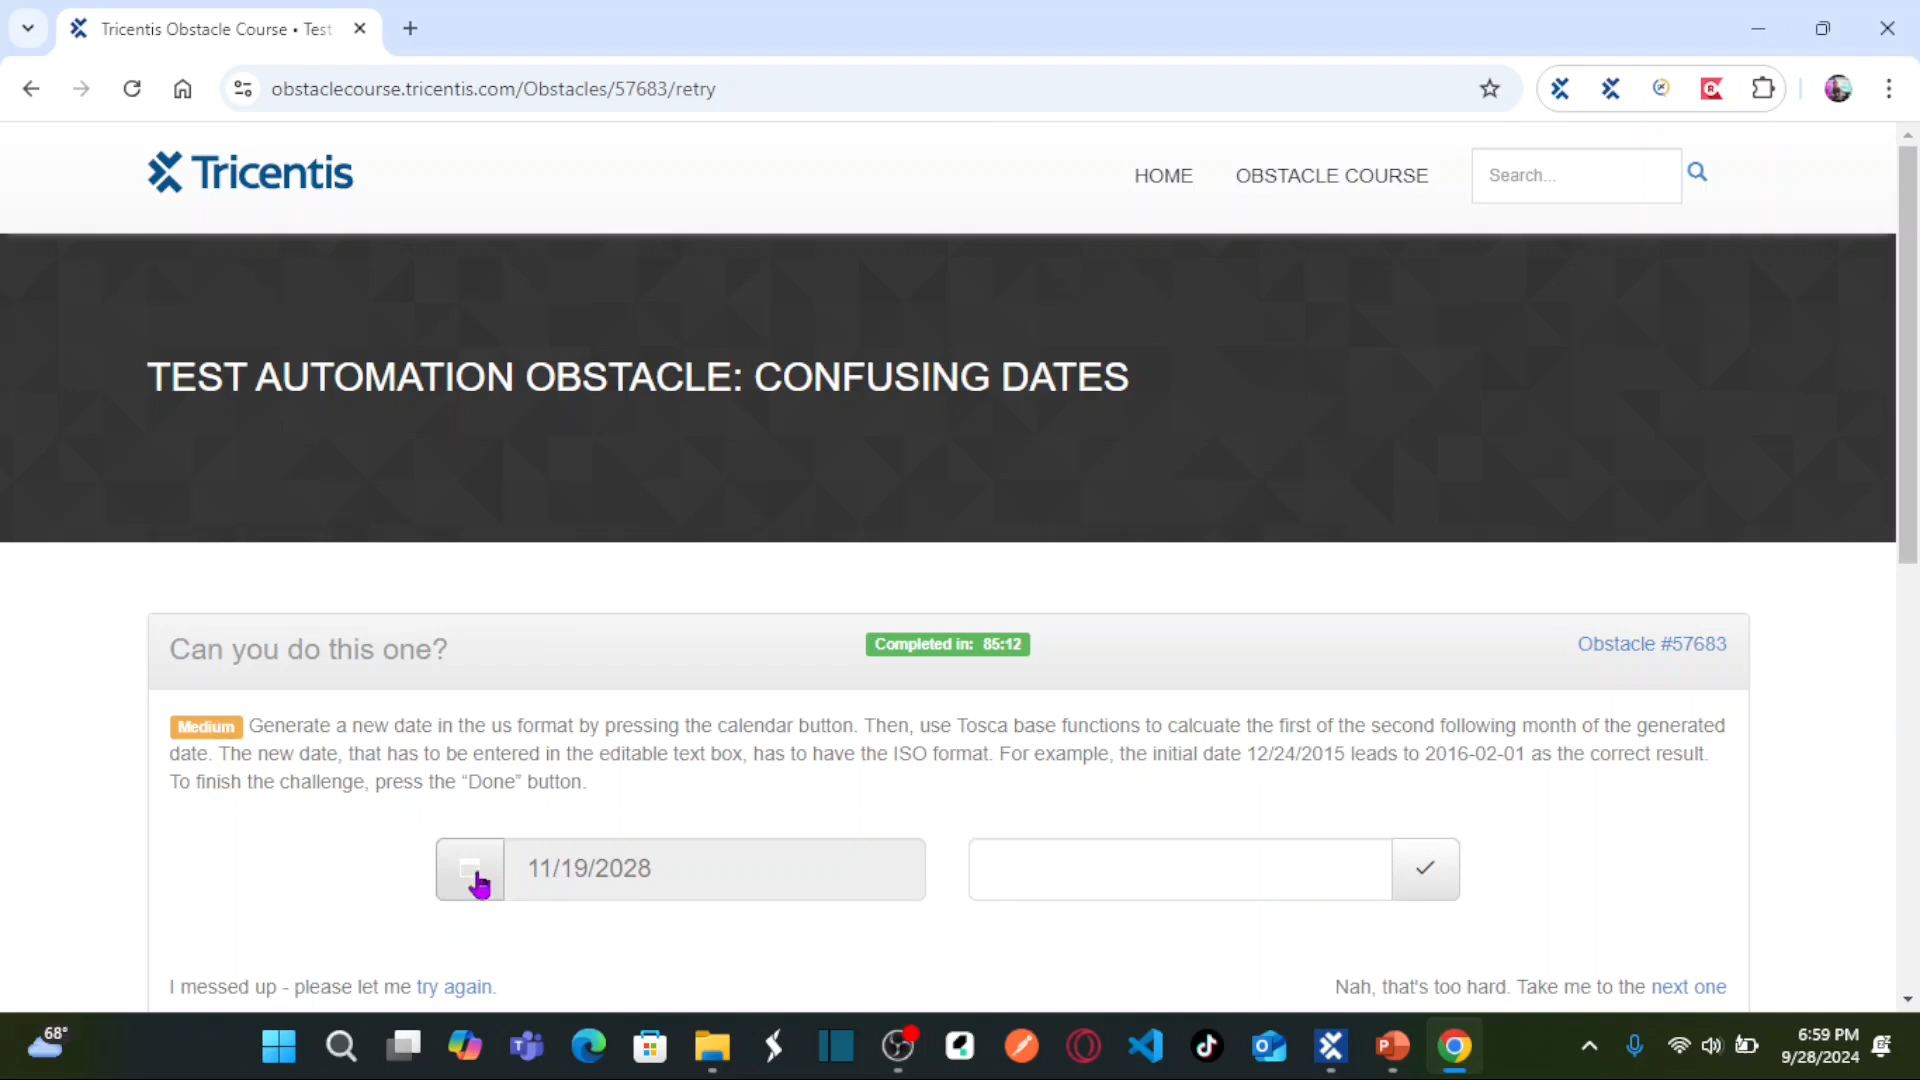 Tricentis Obstacle Course • Test
obstaclecourse.tricentis.com/Obstacles/57683/retry
Tricentis
HOME
OBSTACLE COURSE
Search...
TEST AUTOMATION OBSTACLE: CONFUSING DATES
Can you do this one?
Completed in: 85:12
Obstacle #57683
Medium Generate a new date in the us format by pressing the calendar button. Then, use Tosca base functions to calcuate the first of the second following month of the generated
date. The new date, that has to be entered in the editable text box, has to have the ISO format. For example, the initial date 12/24/2015 leads to 2016-02-01 as the correct result.
To finish the challenge, press the “Done” button.
11/19/2028
I messed up - please let me try again.
Nah, that's too hard. Take me to the next one
68°
6:59 PM
9/28/2024